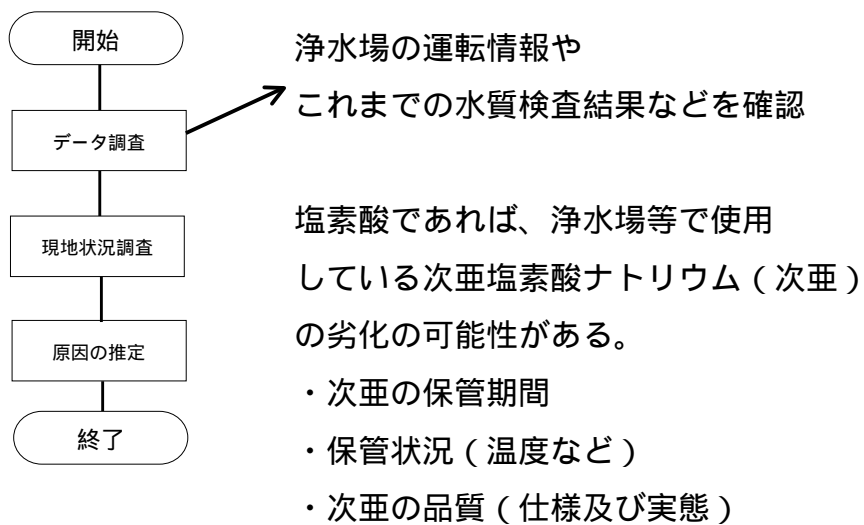 開始
データ調査
現地状況調査
原因の推定
終了
浄水場の運転情報や
これまでの水質検査結果などを確認
塩素酸であれば、浄水場等で使用
している次亜塩素酸ナトリウム（次亜）
の劣化の可能性がある。
・次亜の保管期間
・保管状況（温度など）
・次亜の品質（仕様及び実態）